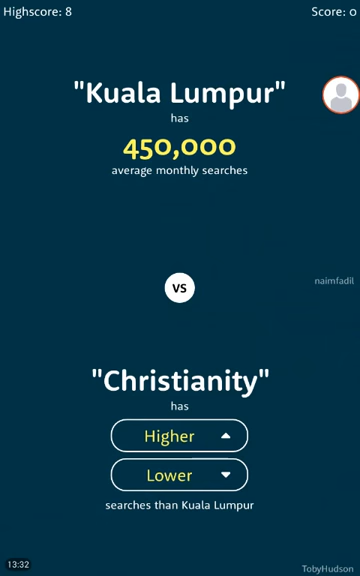 Highscore: 8
Score: 0
"Kuala Lumpur"
has
450,000
average monthly searches
naimfadil
VS
"Christianity"
has
Higher
Lower
searches than Kuala Lumpur
13:32
TobyHudson